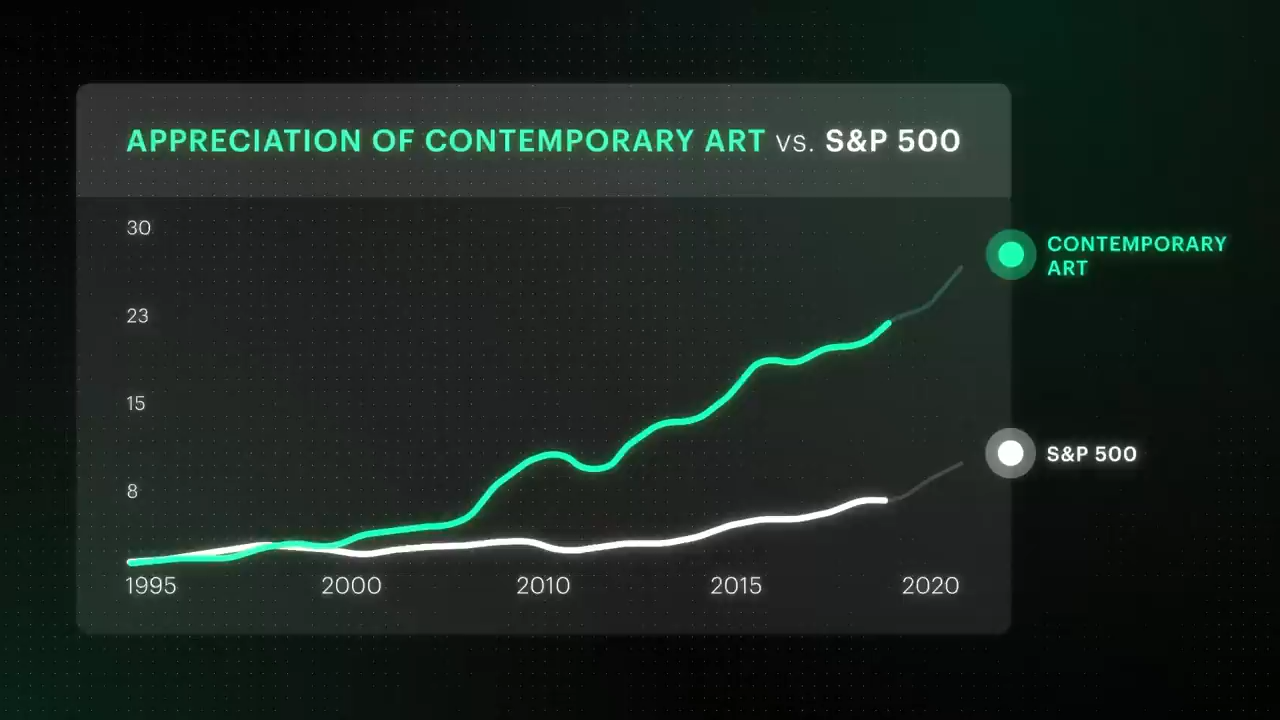 APPRECIATION OF CONTEMPORARY ART vs. S&P 500
30
CONTEMPORARY
ART
23
15
S&P 500
8
1995 2000 2010 2015 2020